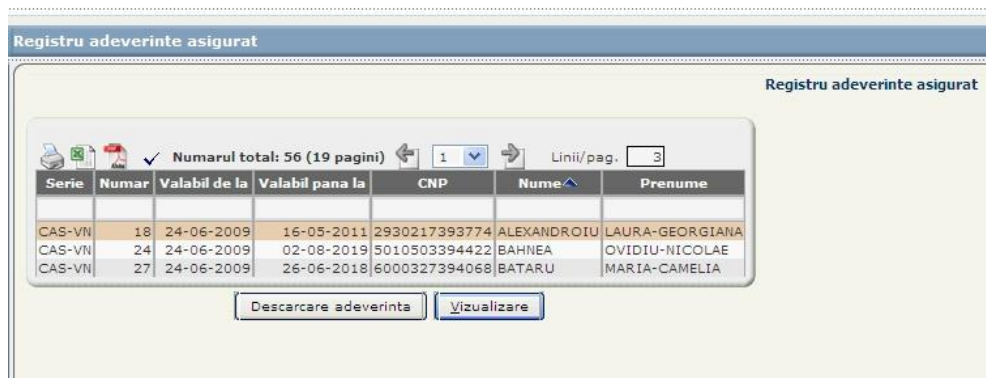 Registru adeverinte asigurat
Registru adeverinte asigurat
Numarul total: 56 (19 pagini) 1 Linii/pag. 3
Serie Numar Valabil de la Valabil pana la CNP Nume Prenume
CAS-VN 18 24-06-2009 16-05-2011 2930217393774 ALEXANDROIU LAURA-GEORGIANA
CAS-VN 24 24-06-2009 02-08-2019 5010503394422 BAHNEA OVIDIU-NICOLAE
CAS-VN 27 24-06-2009 26-06-2018 6000327394068 BATARU MARIA-CAMELIA
Descarcare adeverinta Vizualizare